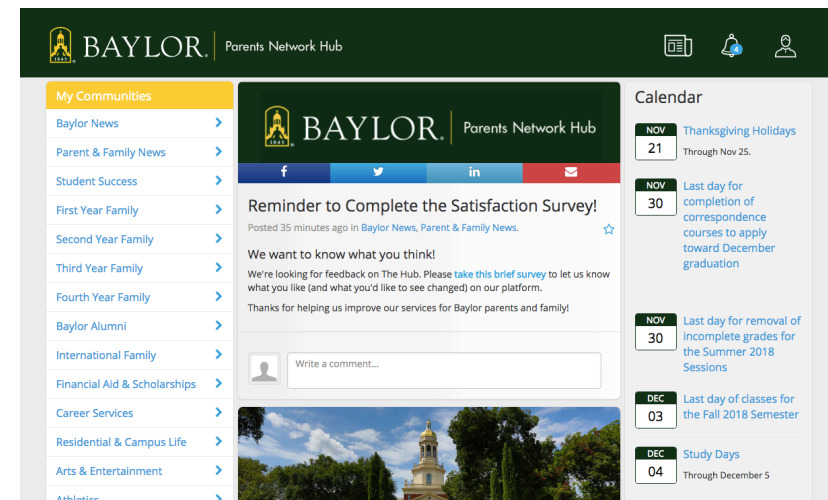 1845
BAYLOR.
Parents Network Hub
4
My Communities
Baylor News
Parent & Family News
Student Success
First Year Family
Second Year Family
Third Year Family
Fourth Year Family
Baylor Alumni
International Family
Financial Aid & Scholarships
Career Services
Residential & Campus Life
Arts & Entertainment
Athletics
1845
BAYLOR.
Parents Network Hub
f
in
Reminder to Complete the Satisfaction Survey!
Posted 35 minutes ago in Baylor News, Parent & Family News.
We want to know what you think!
We're looking for feedback on The Hub. Please take this brief survey to let us know
what you like (and what you'd like to see changed) on our platform.
Thanks for helping us improve our services for Baylor parents and family!
Write a comment...
Calendar
NOV
21
Thanksgiving Holidays
Through Nov 25.
NOV
30
Last day for
completion of
correspondence
courses to apply
toward December
graduation
NOV
30
Last day for removal of
incomplete grades for
the Summer 2018
Sessions
DEC
03
Last day of classes for
the Fall 2018 Semester
DEC
04
Study Days
Through December 5